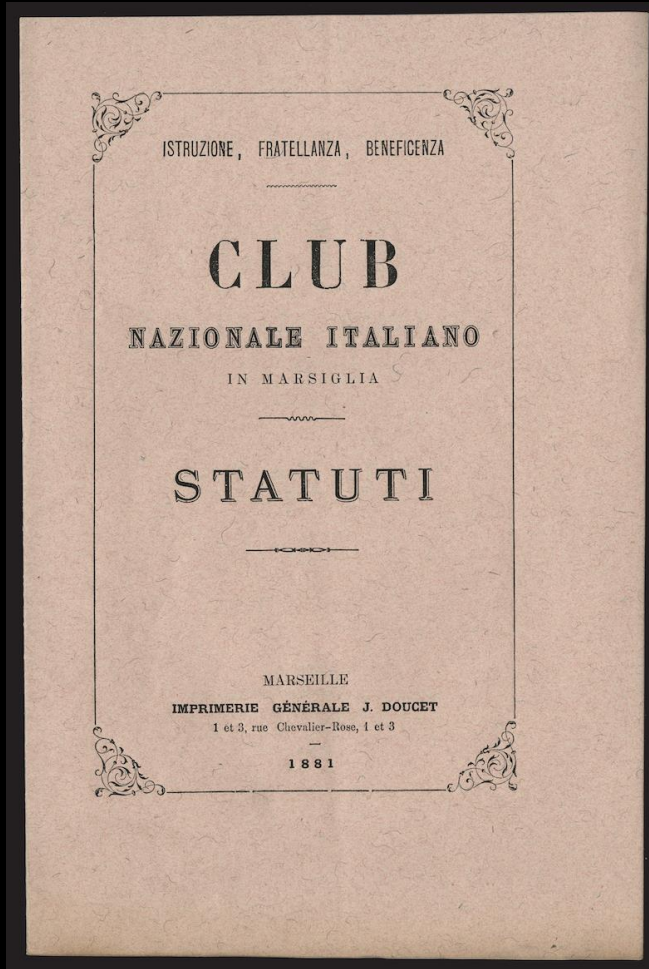 ISTRUZIONE, FRATELLANZA, BENEFICENZA
CLUB
NAZIONALE ITALIANO
IN MARSIGLIA
STATUTI
MARSEILLE
IMPRIMERIE GÉNÉRALE J. DOUCET
1 et 3, rue Chevalier-Rose, 1 et 3
1881